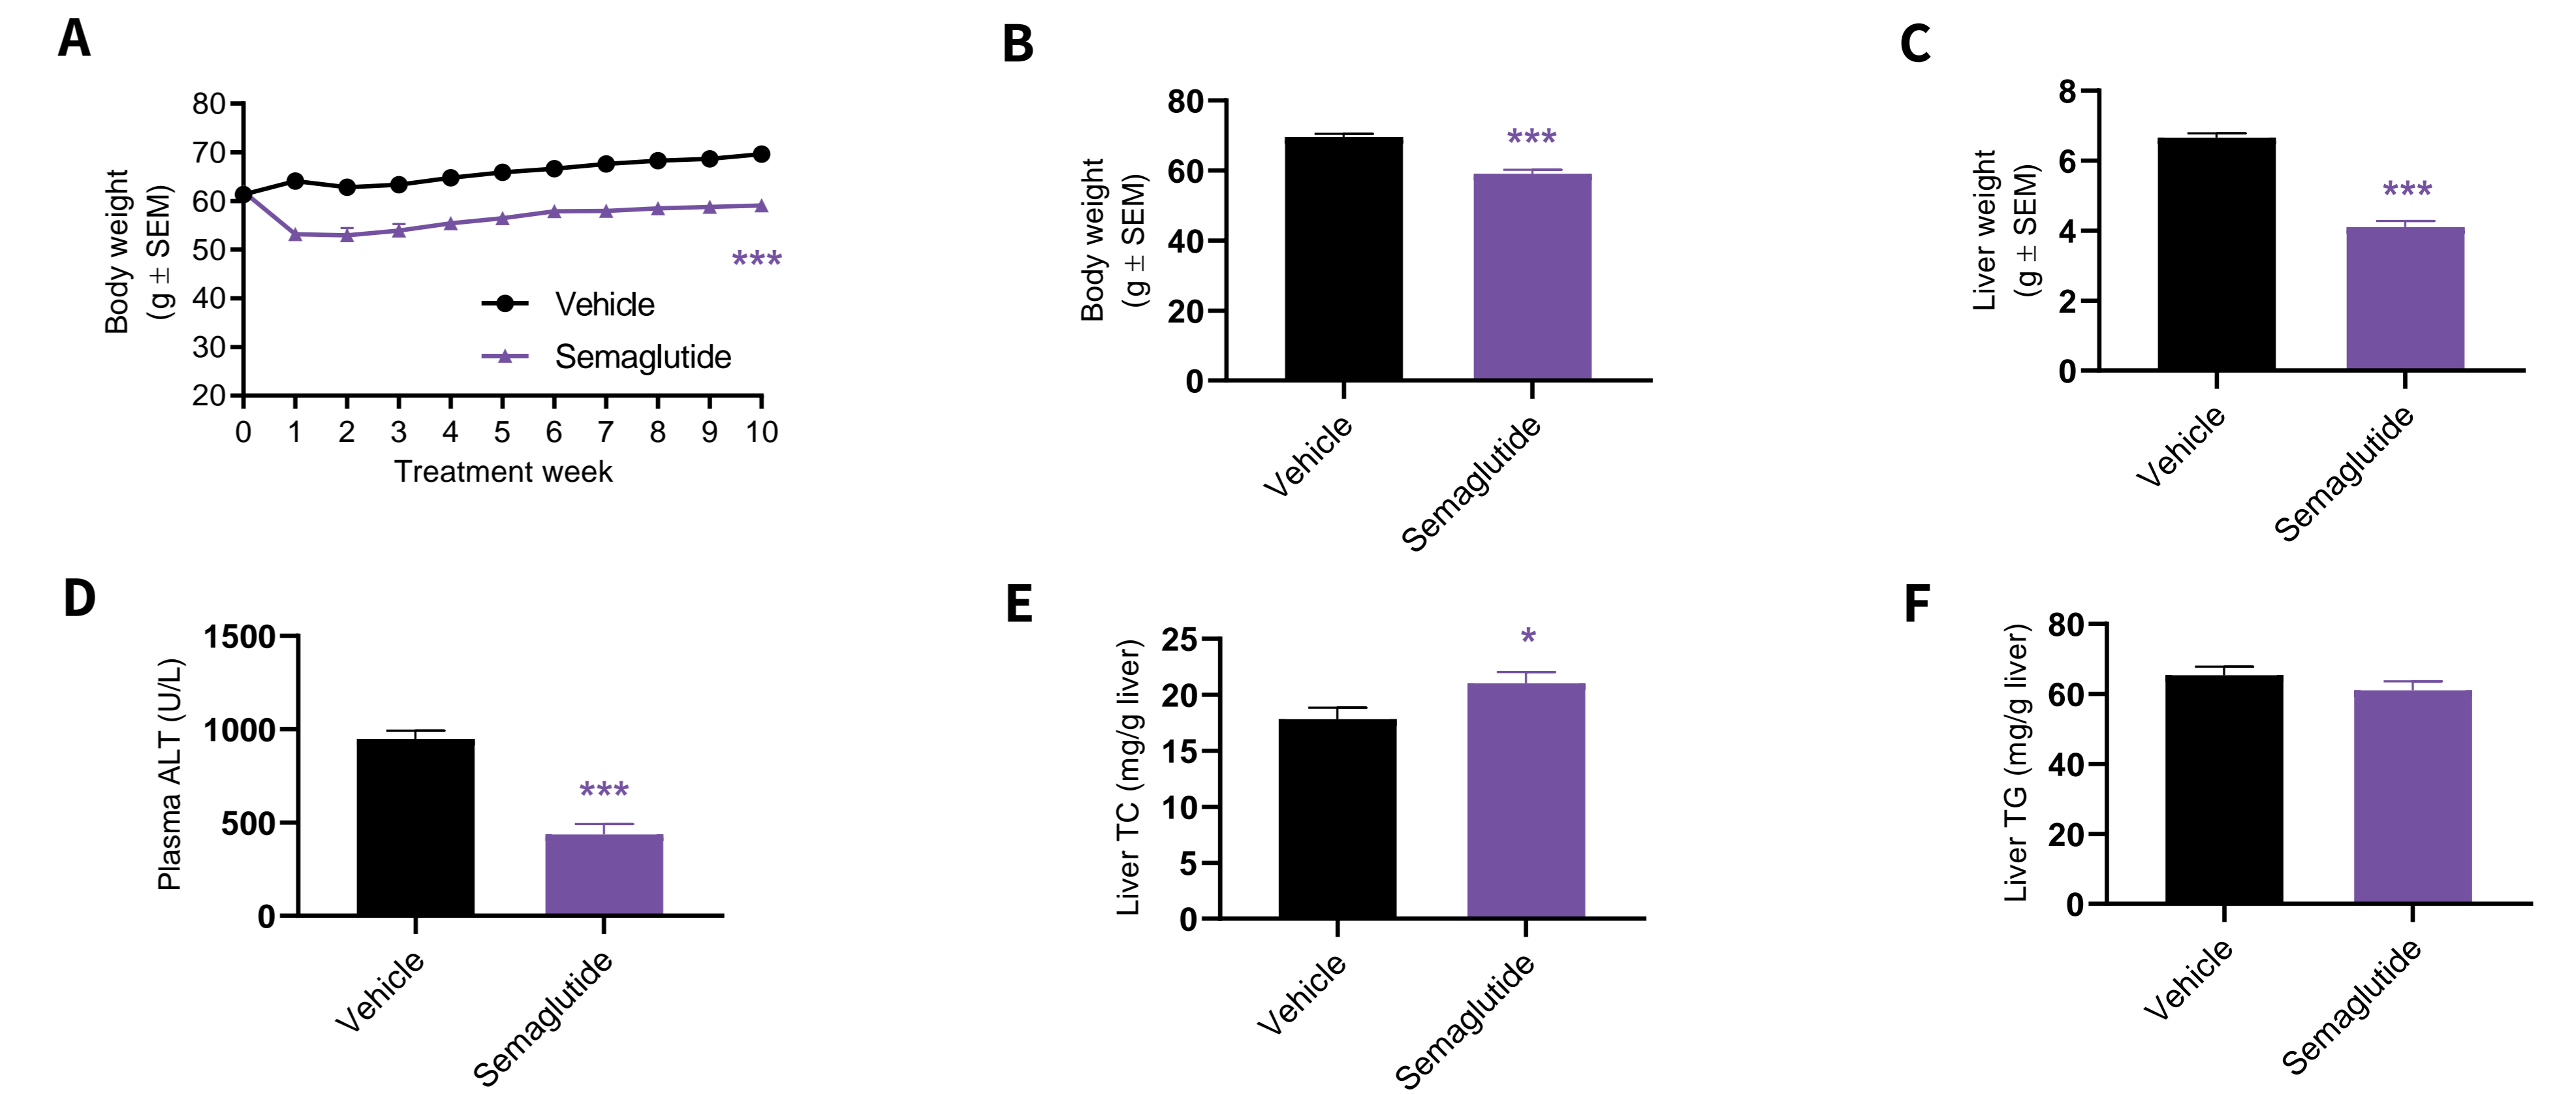 A
Body weight
(g ± SEM)
80
70
60
50
40
30
20
***
Vehicle
Semaglutide
0 1 2 3 4 5 6 7 8 9 10
Treatment week
B
Body weight
(g ± SEM)
80
60
40
20
0
***
Vehicle
Semaglutide
C
Liver weight
(g ± SEM)
8
6
4
2
0
***
Vehicle
Semaglutide
D
Plasma ALT (U/L)
1500
1000
500
0
***
Vehicle
Semaglutide
E
Liver TC (mg/g liver)
25
20
15
10
5
0
*
Vehicle
Semaglutide
F
Liver TG (mg/g liver)
80
60
40
20
0
Vehicle
Semaglutide